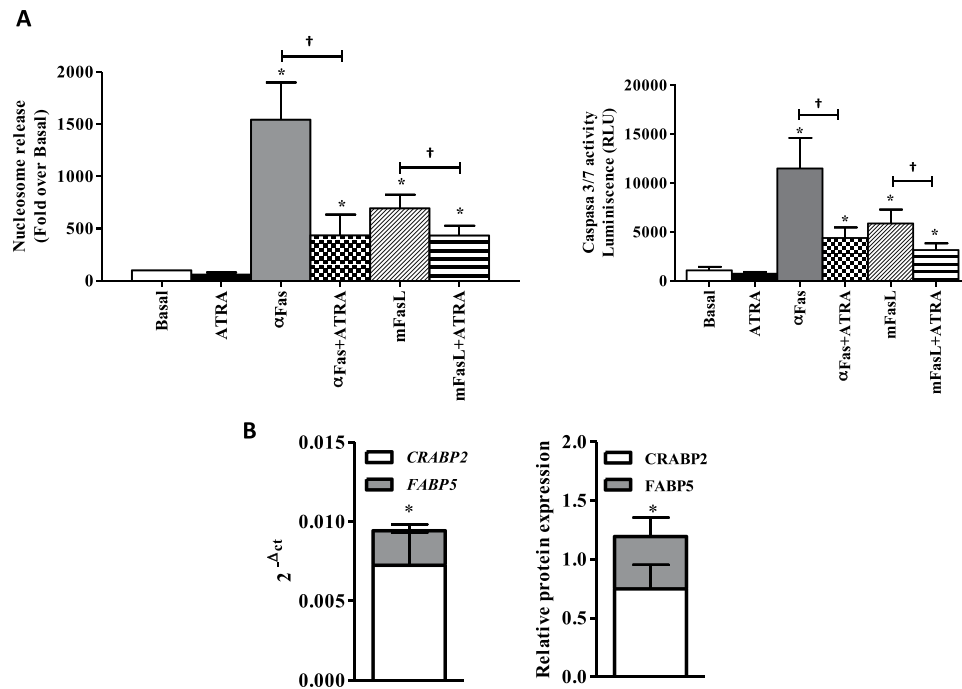 A
†
†
*
*
*
*
2000
1500
1000
500
0
Nucleosome release
(Fold over Basal)
Basal
ATRA
αFas
αFas+ATRA
mFasL
mFasL+ATRA
†
†
*
*
*
*
20000
15000
10000
5000
0
Caspasa 3/7 activity
Luminiscence (RLU)
Basal
ATRA
αFas
αFas+ATRA
mFasL
mFasL+ATRA
B
0.015
0.010
0.005
0.000
2 -Δct
CRABP2
FABP5
*
2.0
1.5
1.0
0.5
0.0
Relative protein expression
CRABP2
FABP5
*